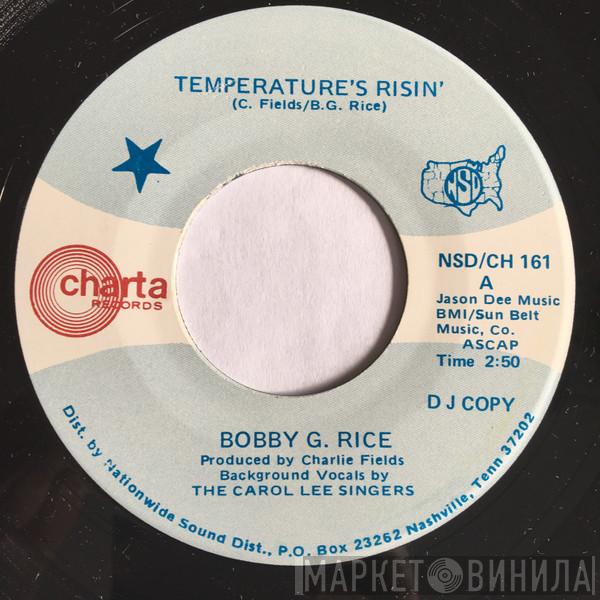 TEMPERATURE'S RISIN'
(C. Fields/B.G. Rice)
NSD
charta
RECORDS
NSD/CH 161
A
Jason Dee Music
BMI/Sun Belt
Music, Co.
ASCAP
Time 2:50
D J COPY
BOBBY G. RICE
Produced by Charlie Fields
Background Vocals by
THE CAROL LEE SINGERS
Dist. by Nationwide Sound Dist., P.O. Box 23262 Nashville, Tenn 37202
МАРКЕТ ВИНИЛА